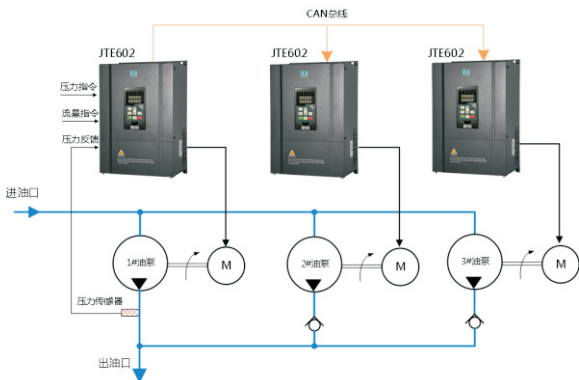 CAN总线
JTE602
JTE602
JTE602
压力指令
流量指令
压力反馈
进油口
1#油泵
M
2#油泵
M
3#油泵
M
压力传感器
出油口